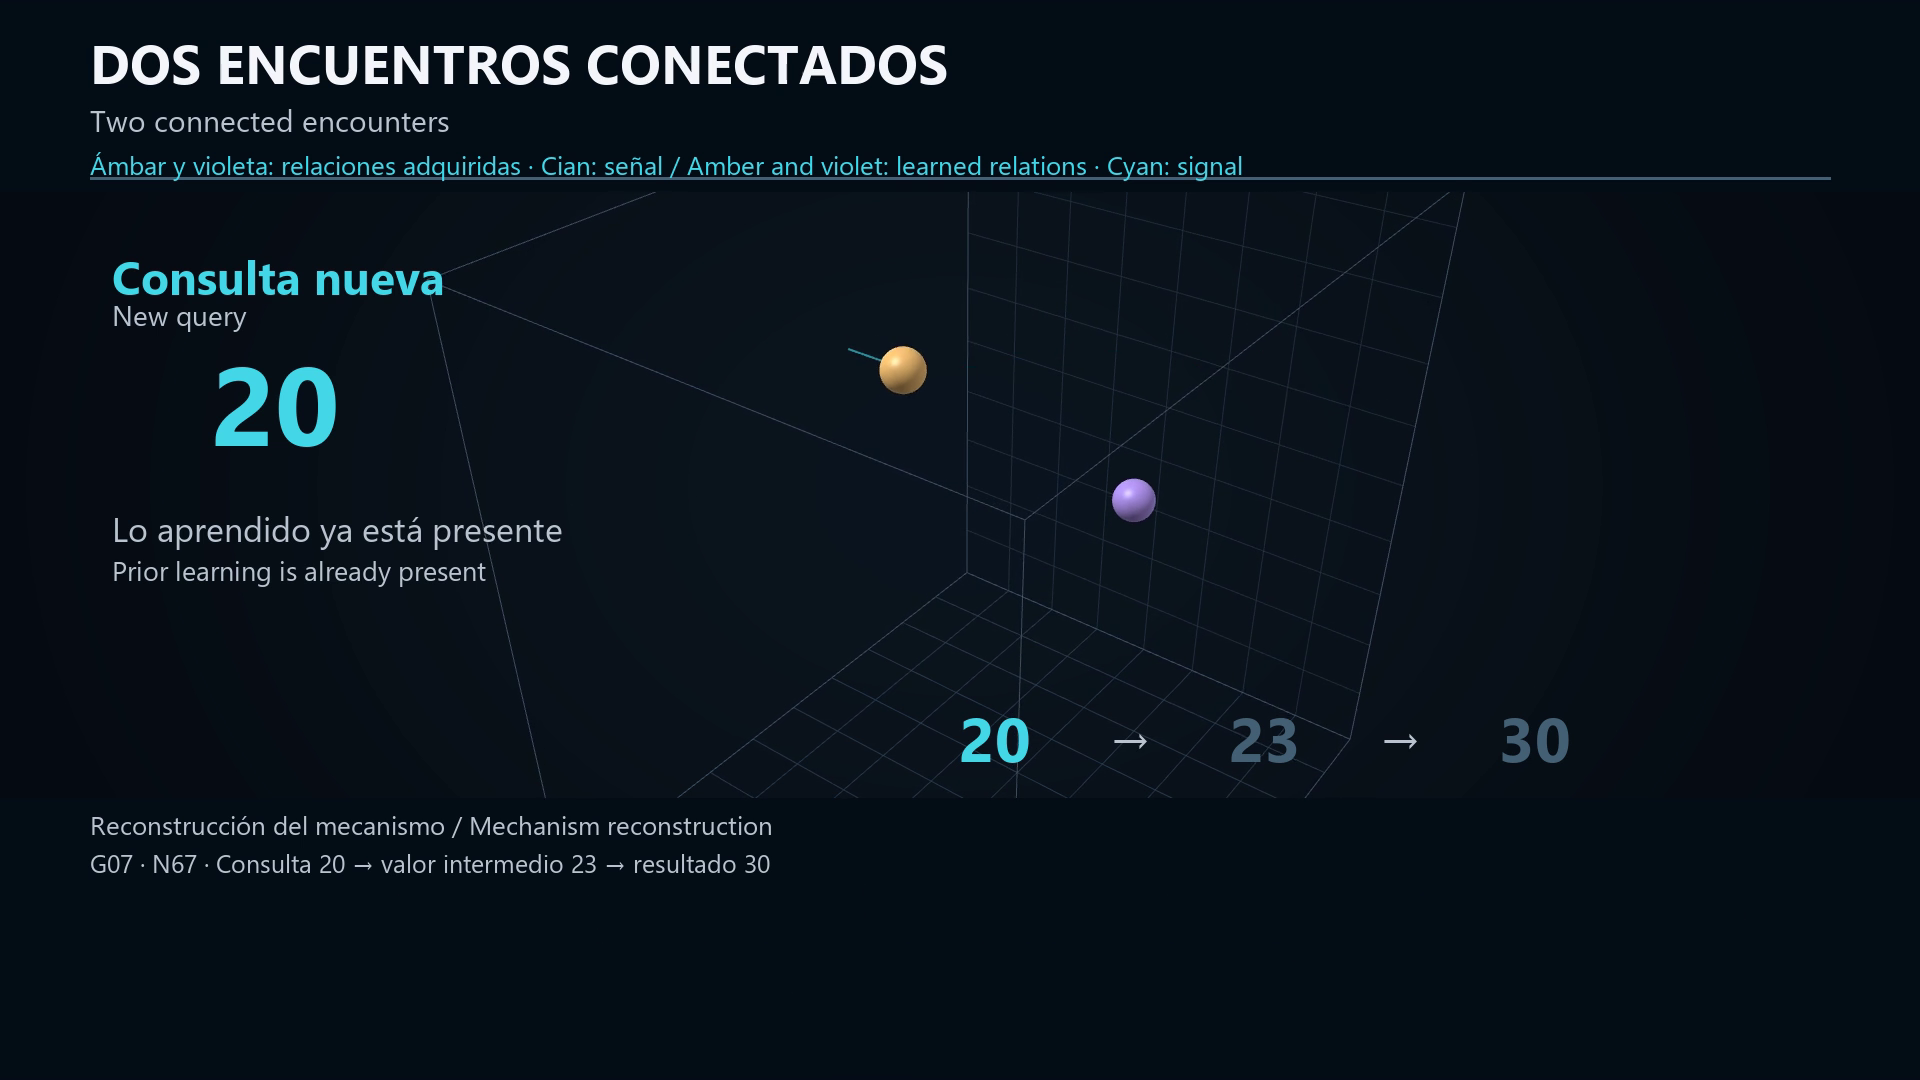 DOS ENCUENTROS CONECTADOS
Two connected encounters
Ámbar y violeta: relaciones adquiridas · Cian: señal / Amber and violet: learned relations · Cyan: signal
Consulta nueva
New query
20
Lo aprendido ya está presente
Prior learning is already present
20 → 23 → 30
Reconstrucción del mecanismo / Mechanism reconstruction
G07 · N67 · Consulta 20 → valor intermedio 23 → resultado 30